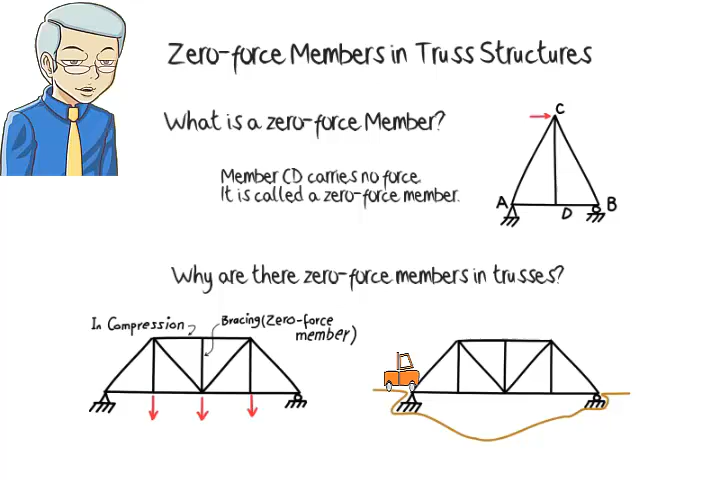 Zero-force Members in Truss Structures
What is a zero-force Member?
C
Member CD carries no force.
It is called a zero-force member.
A
B
D
Why are there zero-force members in trusses?
In Compression
Bracing(Zero-force
member)